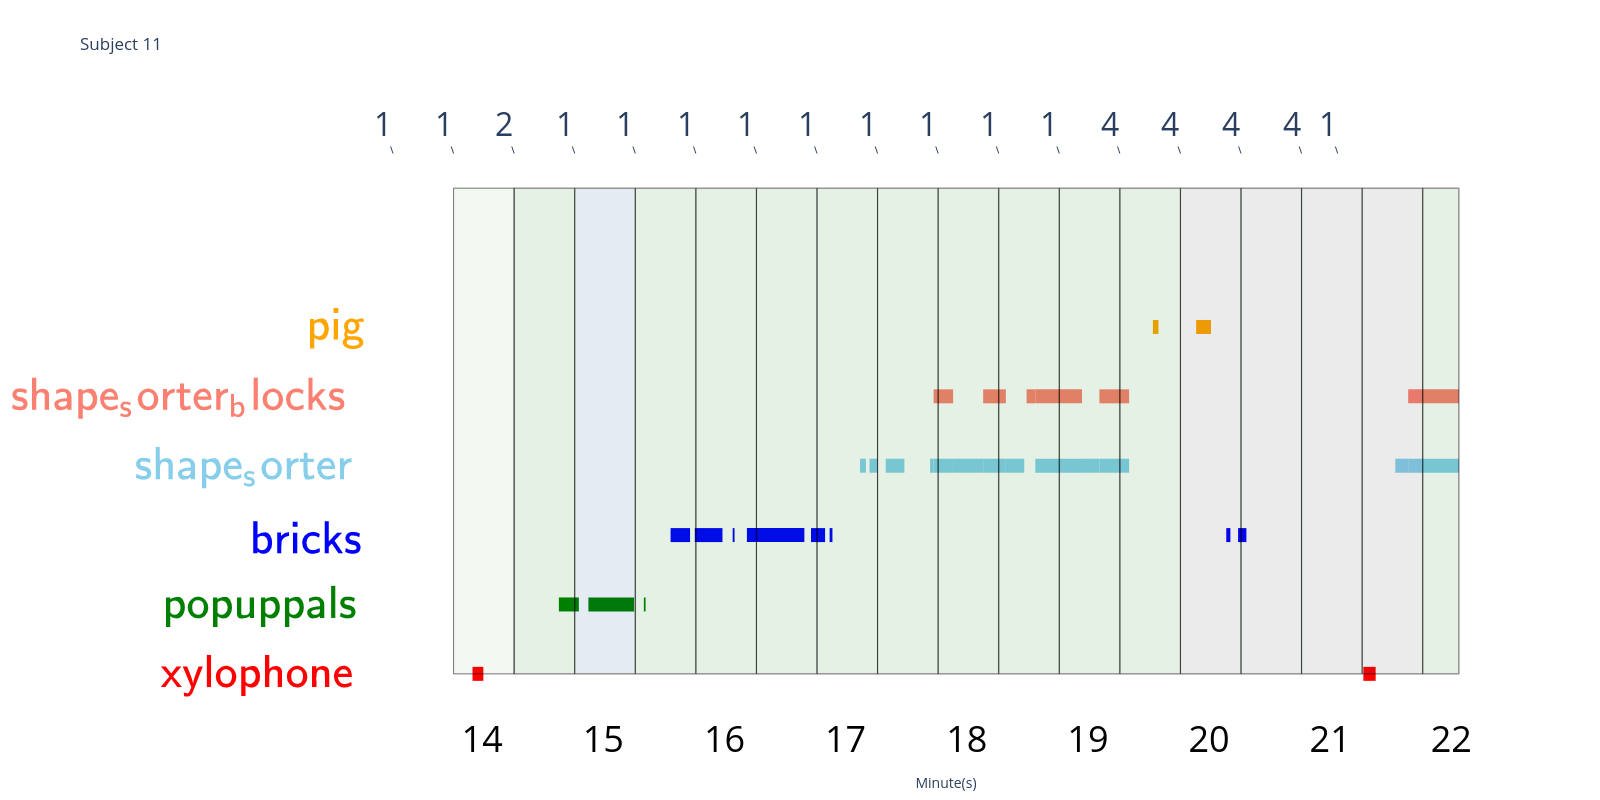 Subject 11
1 1 2 1 1 1 1 1 1 1 1 1 4 4 4 4 1
pig
shapesorterblocks
shapesorter
bricks
popuppals
xylophone
14 15 16 17 18 19 20 21 22
Minute(s)